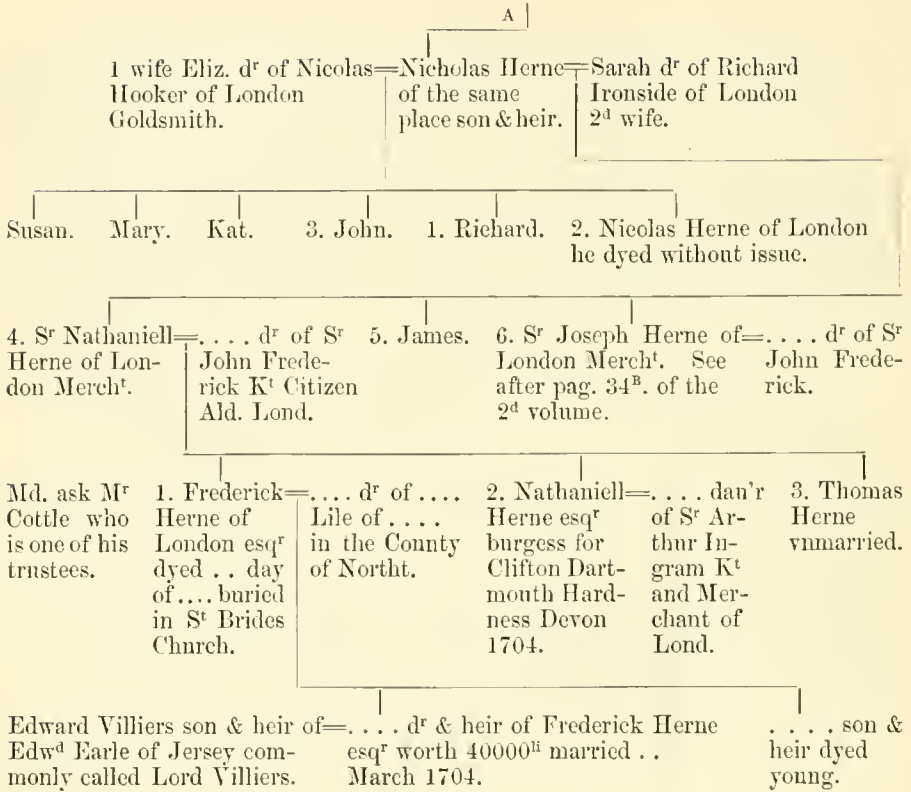 A
1 wife Eliz. dʳ of Nicolas=Nicholas Herne=Sarah dʳ of Richard
Hooker of London
Goldsmith.
of the same
place son & heir.
Ironside of London
2ᵈ wife.
Susan. Mary. Kat. 3. John. 1. Richard. 2. Nicolas Herne of London
he dyed without issue.
4. Sʳ Nathaniell=. . . . dʳ of Sʳ
Herne of Lon-
don Merchᵗ.
John Frede-
rick Kᵗ Citizen
Ald. Lond.
5. James.
6. Sʳ Joseph Herne of=. . . . dʳ of Sʳ
London Merchᵗ. See
after pag. 34ᴮ. of the
2ᵈ volume.
John Frede-
rick.
Md. ask Mʳ
Cottle who
is one of his
trustees.
1. Frederick=. . . . dʳ of . . . .
Herne of
London esqʳ
dyed . . day
of . . . . buried
in Sᵗ Brides
Church.
Lile of . . . .
in the County
of Northt.
2. Nathaniell=. . . . dau'r
Herne esqʳ
burgess for
Clifton Dart-
mouth Hard-
ness Devon
1704.
of Sʳ Ar-
thur In-
gram Kᵗ
and Mer-
chant of
Lond.
3. Thomas
Herne
vnmarried.
Edward Villiers son & heir of=. . . . dʳ & heir of Frederick Herne
Edwᵈ Earle of Jersey com-
monly called Lord Villiers.
esqʳ worth 40000ˡⁱ married . .
March 1704.
. . . . son &
heir dyed
young.